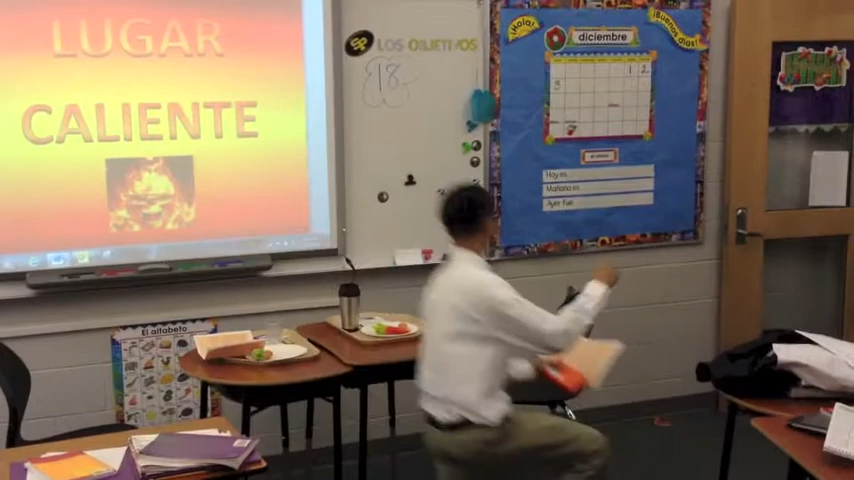 LUGAR
CALIENTE
LOS OBJETIVOS
18
¡Hola!
diciembre
¡Buenos días!
1 2
3
Hoy es
Mañana es
Ayer fue
El alfabeto